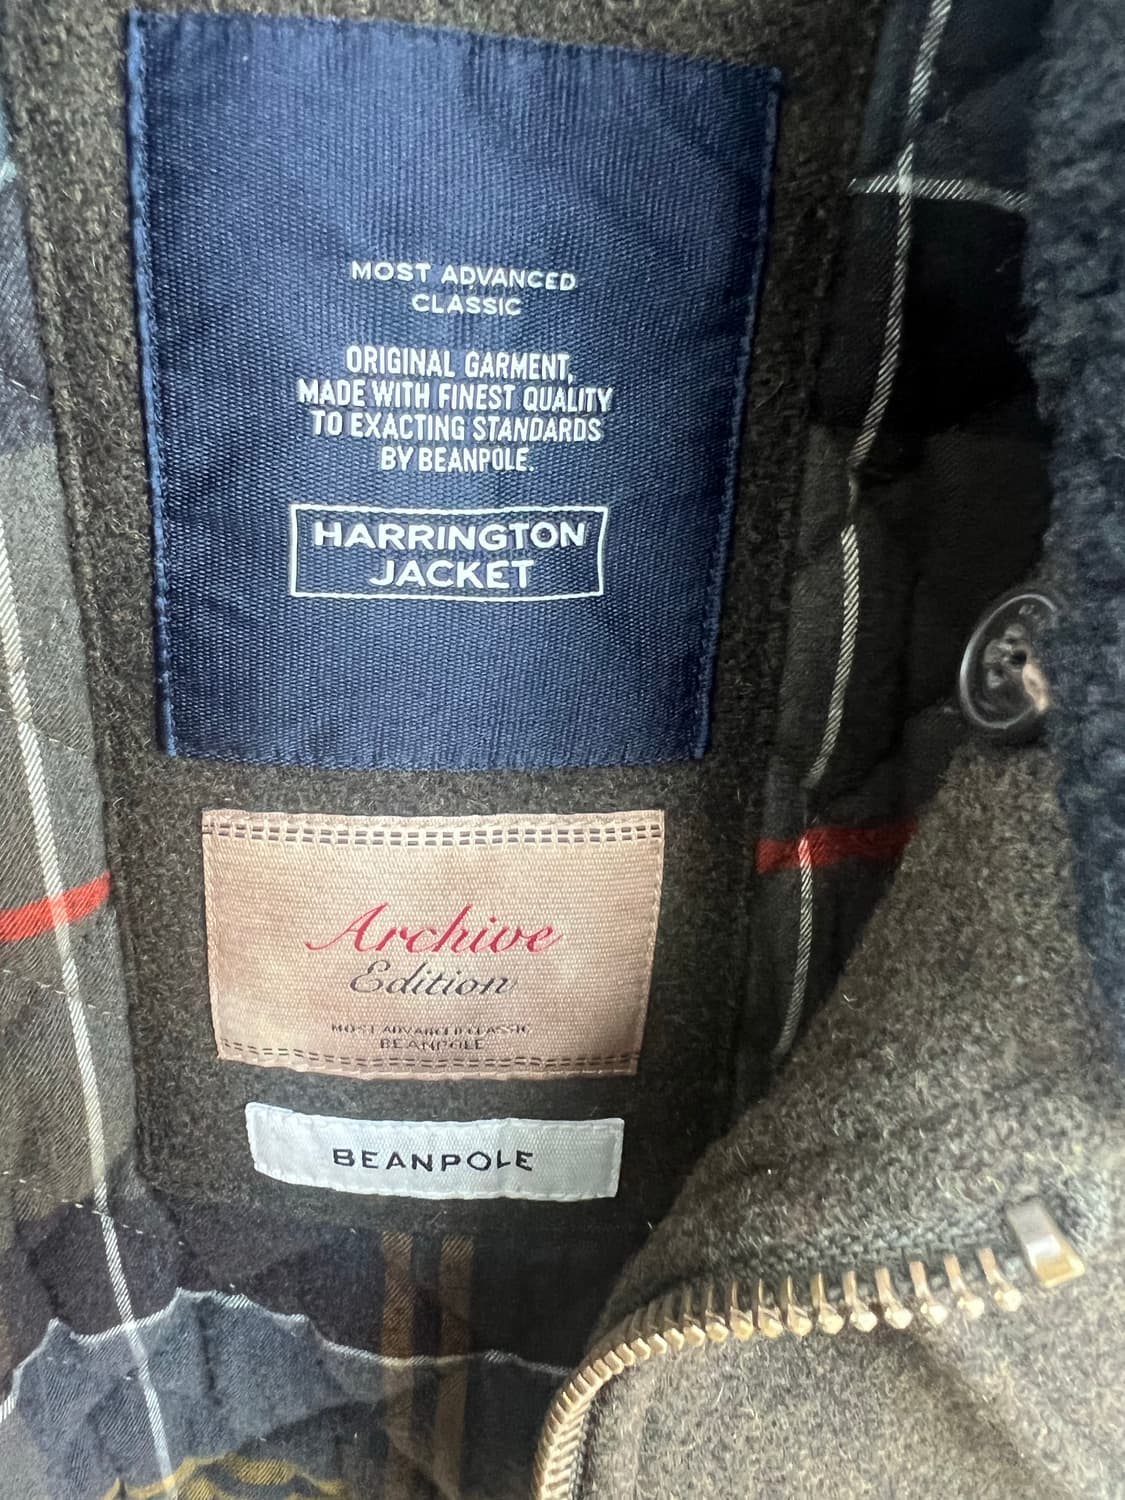 MOST ADVANCED
CLASSIC
ORIGINAL GARMENT,
MADE WITH FINEST QUALITY
TO EXACTING STANDARDS
BY BEANPOLE.
HARRINGTON
JACKET
Archive
Edition
MOST ADVANCED CLASSIC
BEANPOLE
BEANPOLE